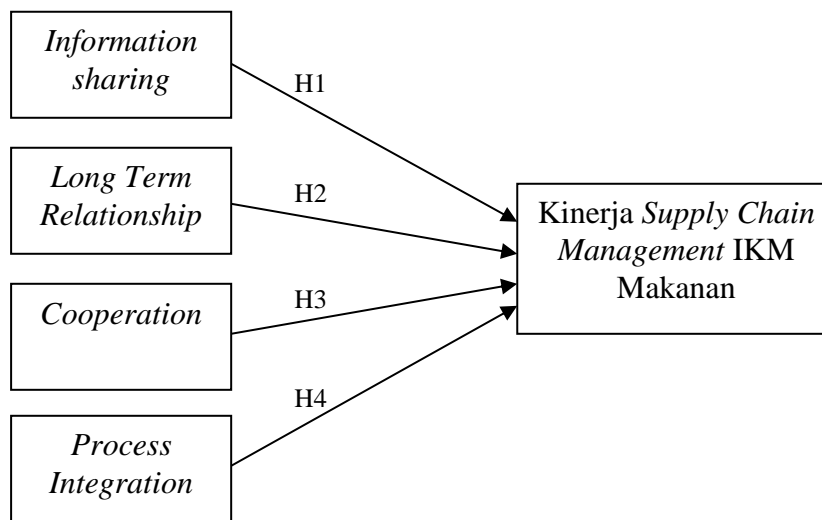 Information
sharing
H1
Long Term
Relationship
H2
Cooperation
H3
Process
Integration
H4
Kinerja Supply Chain
Management IKM
Makanan